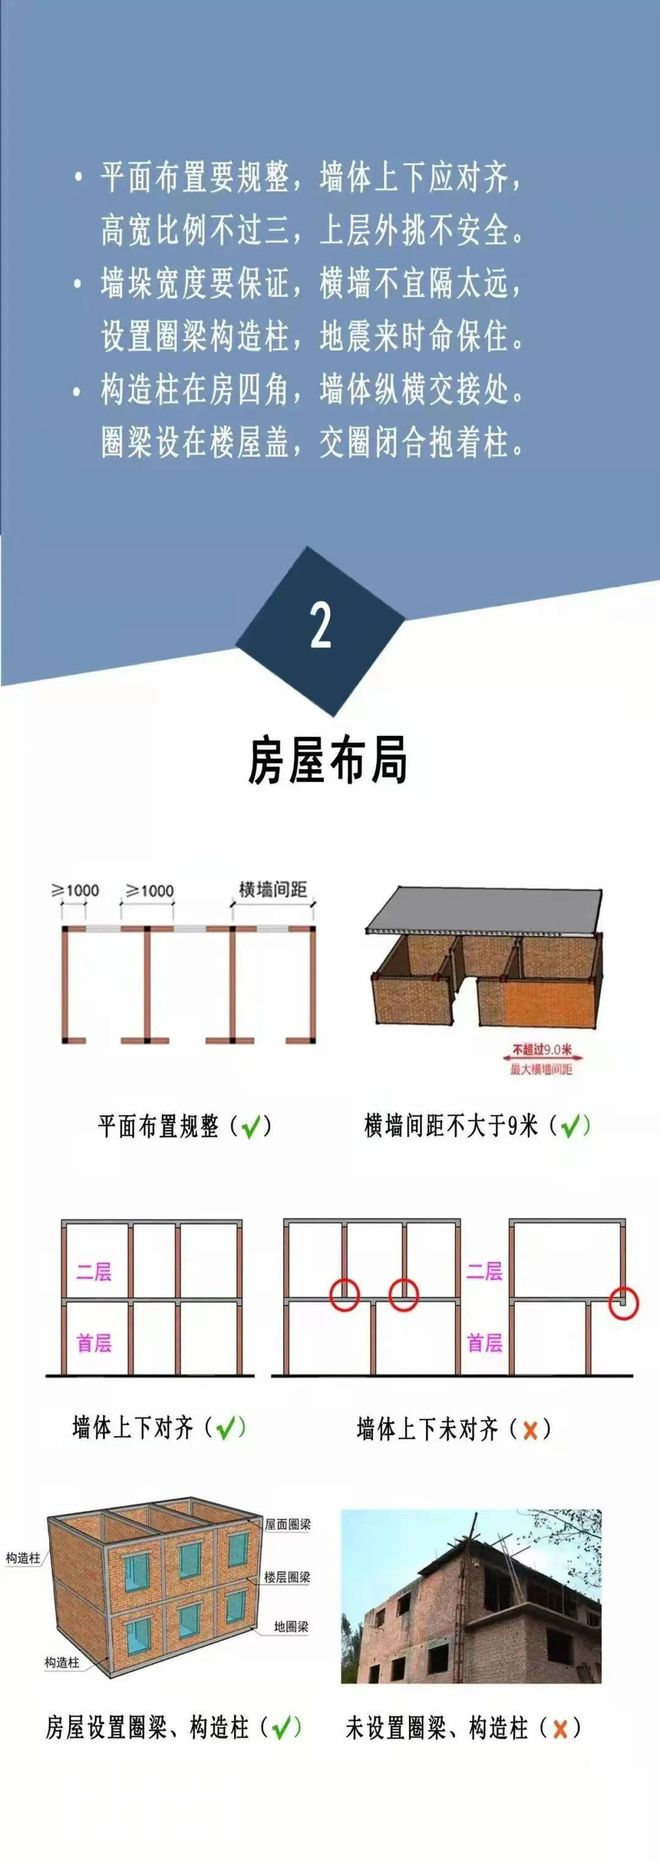 • 平面布置要规整，墙体上下应对齐，
高宽比例不过三，上层外挑不安全。
• 墙垛宽度要保证，横墙不宜隔太远，
设置圈梁构造柱，地震来时命保住。
• 构造柱在房四角，墙体纵横交接处。
圈梁设在楼屋盖，交圈闭合抱着柱。
2
房屋布局
≥1000 ≥1000 横墙间距
不超过9.0米
最大横墙间距
平面布置规整（✓） 横墙间距不大于9米（✓）
二层 二层
首层 首层
墙体上下对齐（✓） 墙体上下未对齐（✗）
屋面圈梁
构造柱
楼层圈梁
地圈梁
构造柱
房屋设置圈梁、构造柱（✓） 未设置圈梁、构造柱（✗）